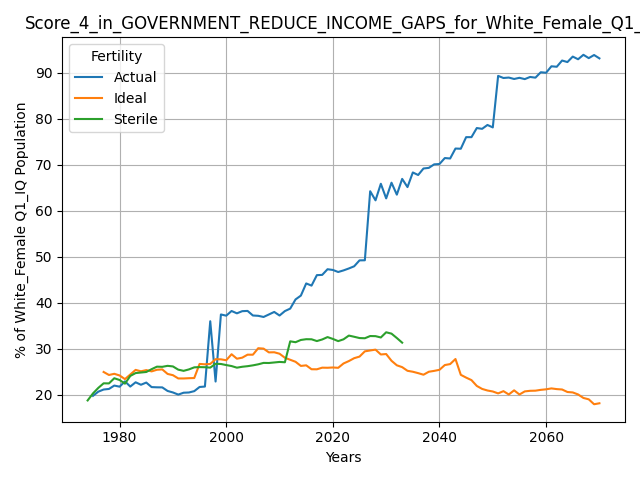 Score_4_in_GOVERNMENT_REDUCE_INCOME_GAPS_for_White_Female_Q1_
Fertility
Actual
Ideal
Sterile
% of White_Female Q1_IQ Population
90
80
70
60
50
40
30
20
1980 2000 2020 2040 2060
Years